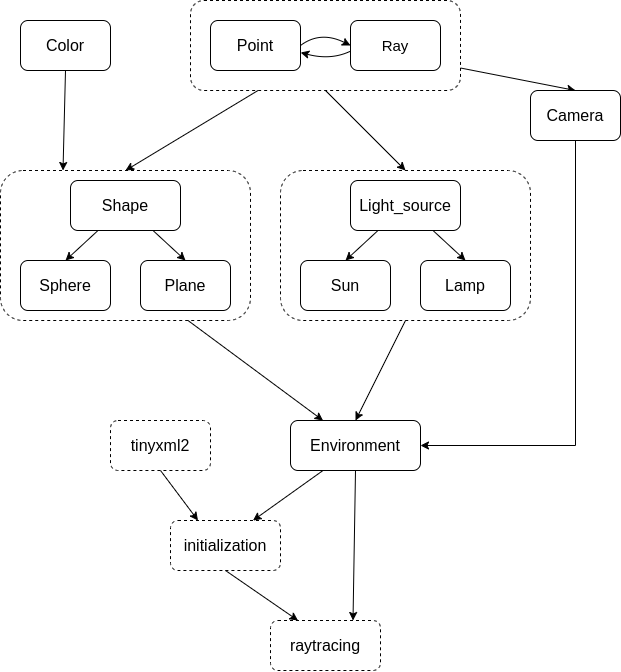 Color
Point
Ray
Camera
Shape
Light_source
Sphere
Plane
Sun
Lamp
tinyxml2
Environment
initialization
raytracing